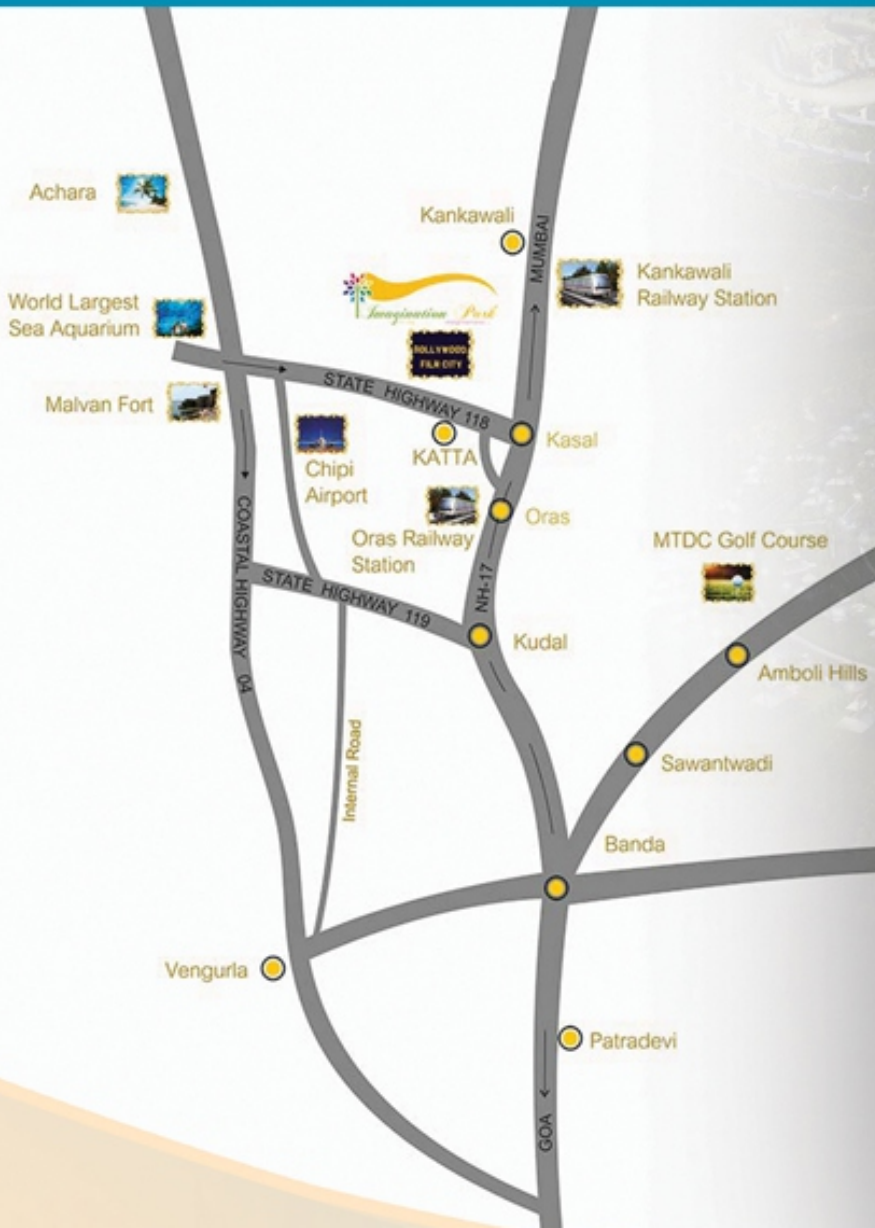 Achara
Kankawali
MUMBAI
Kankawali
Railway Station
World Largest
Sea Aquarium
Imagination Park
BOLLYWOOD
FILM CITY
Malvan Fort
STATE HIGHWAY 118
KATTA
Kasal
Chipi
Airport
Oras
Oras Railway
Station
MTDC Golf Course
COASTAL HIGHWAY 04
STATE HIGHWAY 119
NH-17
Kudal
Amboli Hills
Internal Road
Sawantwadi
Banda
Vengurla
Patradevi
GOA